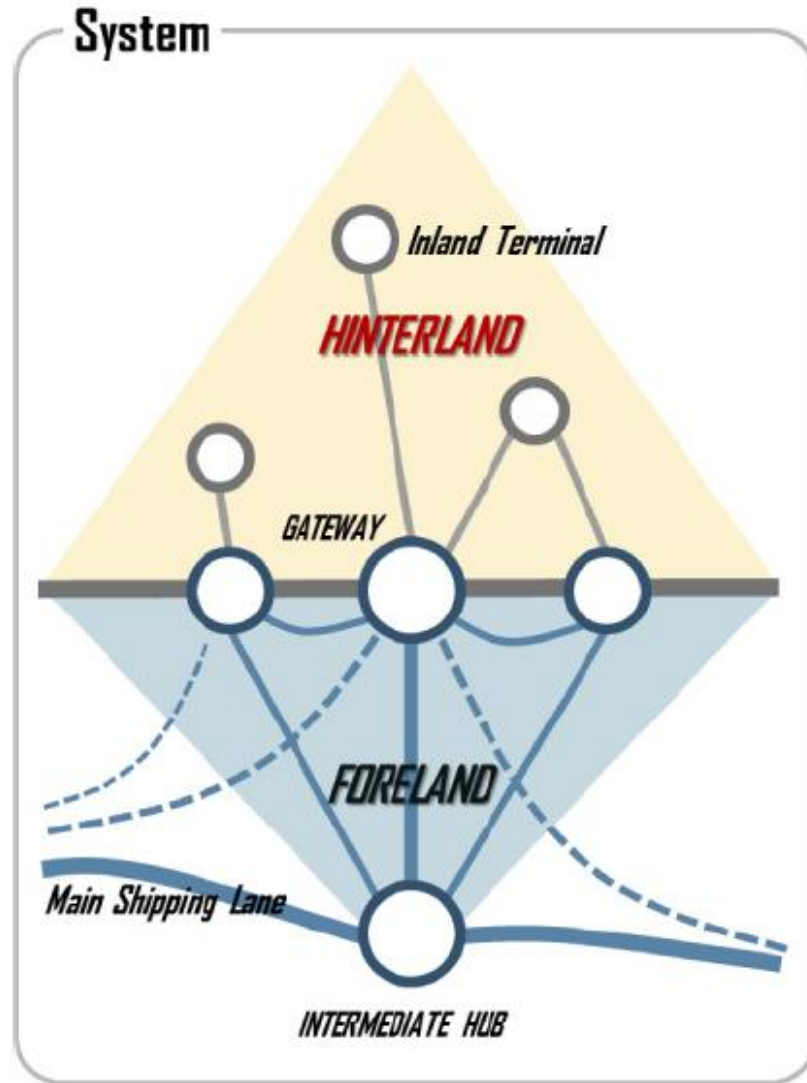 System
Inland Terminal
HINTERLAND
GATEWAY
FORELAND
Main Shipping Lane
INTERMEDIATE HUB